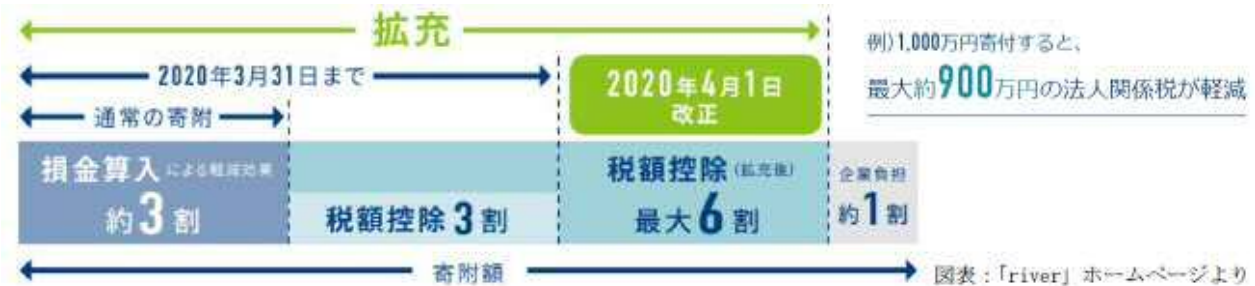 拡充
例)1,000万円寄付すると、
2020年3月31日まで
2020年4月1日
改正
最大約900万円の法人関係税が軽減
通常の寄附
損金算入による軽減効果
約3割
税額控除3割
税額控除(拡充後)
最大6割
企業負担
約1割
寄附額
図表:「river」ホームページより